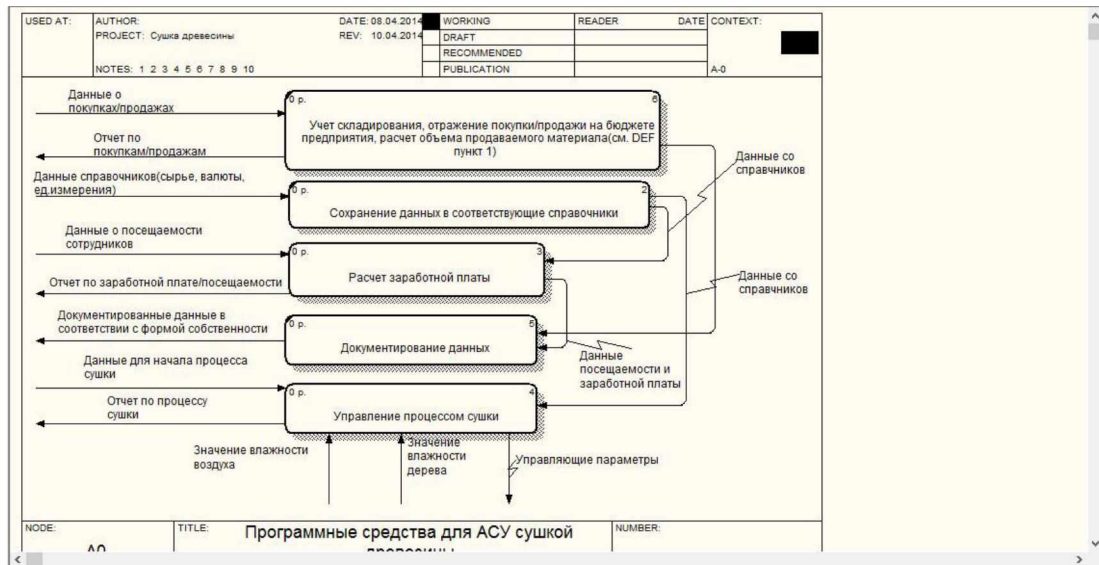 USED AT:
AUTHOR:
DATE: 08.04.2014
WORKING
READER
DATE
CONTEXT:
PROJECT: Сушка древесины
REV: 10.04.2014
DRAFT
RECOMMENDED
NOTES: 1 2 3 4 5 6 7 8 9 10
PUBLICATION
A-0
Данные о
покупках/продажах
0 р.
6
Учет складирования, отражение покупки/продажи на бюджете
предприятия, расчет объема продаваемого материала(см. DEF
пункт 1)
Отчет по
покупкам/продажам
Данные со
справчников
Данные справочников(сырье, валюты,
ед.измерения)
0 р.
2
Сохранение данных в соответствующие справочники
Данные о посещаемости
сотрудников
0 р.
3
Расчет заработной платы
Отчет по заработной плате/посещаемости
Данные со
справчников
Документированные данные в
соответствии с формой собственности
0 р.
5
Документирование данных
Данные
посещаемости и
заработной платы
Данные для начала процесса
сушки
0 р.
4
Управление процессом сушки
Отчет по процессу
сушки
Значение влажности
воздуха
Значение
влажности
дерева
Управляющие параметры
NODE:
TITLE:
Программные средства для АСУ сушкой
NUMBER: